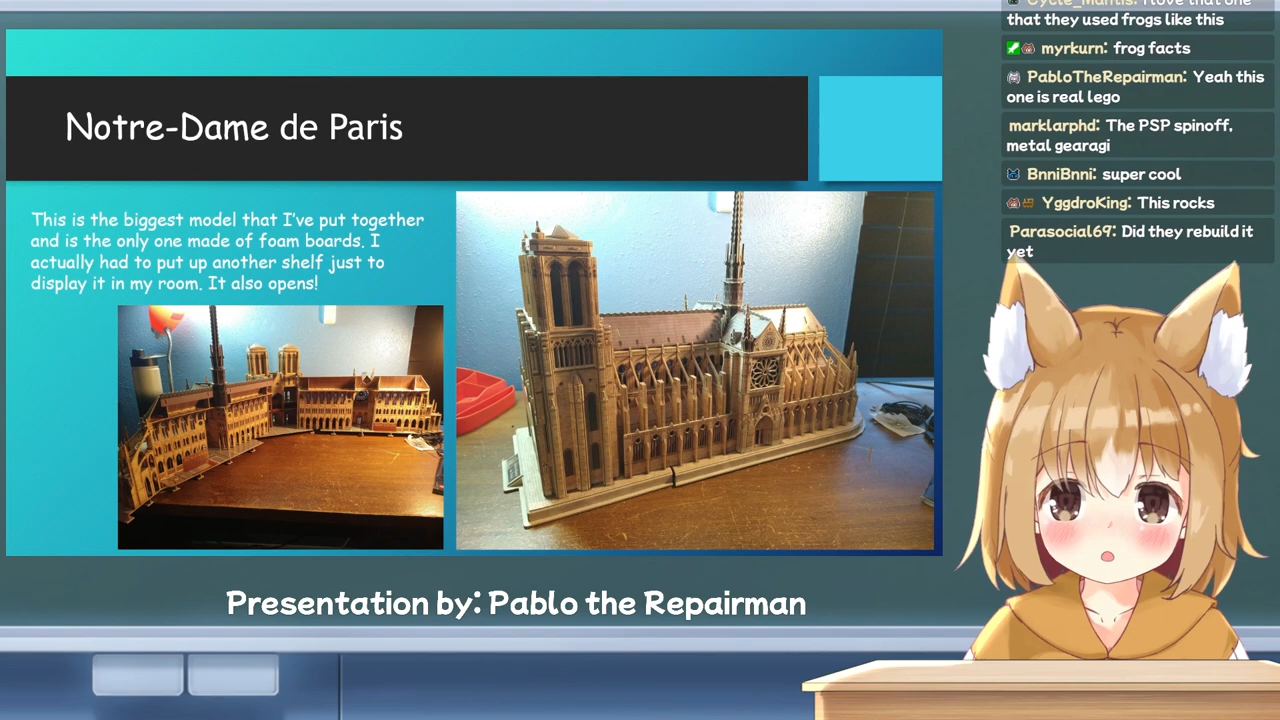 Notre-Dame de Paris
This is the biggest model that I've put together
and is the only one made of foam boards. I
actually had to put up another shelf just to
display it in my room. It also opens!
Presentation by: Pablo the Repairman
that they used frogs like this
myrkurn: frog facts
PabloTheRepairman: Yeah this
one is real lego
marklarphd: The PSP spinoff,
metal gearagi
BnniBnni: super cool
YggdroKing: This rocks
Parasocial69: Did they rebuild it
yet